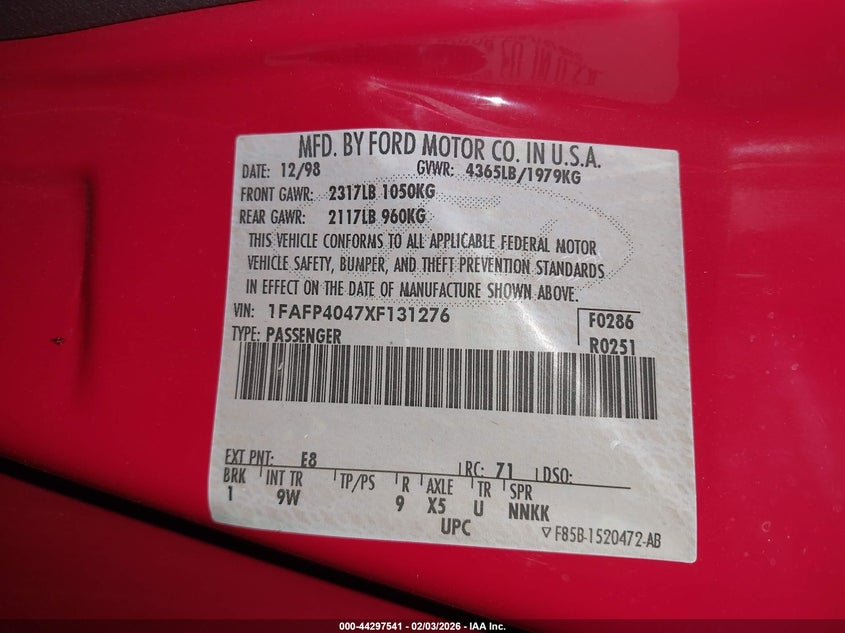 MFD. BY FORD MOTOR CO. IN U.S.A.
DATE: 12/98 GVWR: 4365LB/1979KG
FRONT GAWR: 2317LB 1050KG
REAR GAWR: 2117LB 960KG
THIS VEHICLE CONFORMS TO ALL APPLICABLE FEDERAL MOTOR
VEHICLE SAFETY, BUMPER, AND THEFT PREVENTION STANDARDS
IN EFFECT ON THE DATE OF MANUFACTURE SHOWN ABOVE.
VIN: 1FAFP4047XF131276 F0286
TYPE: PASSENGER R0251
EXT PNT: E8 RC: 71 DSO:
BRK INT TR TP/PS R AXLE TR SPR
1 9W 9 X5 U NNKK
UPC ▽F85B-1520472-AB
000-44297541 - 02/03/2026 - IAA Inc.